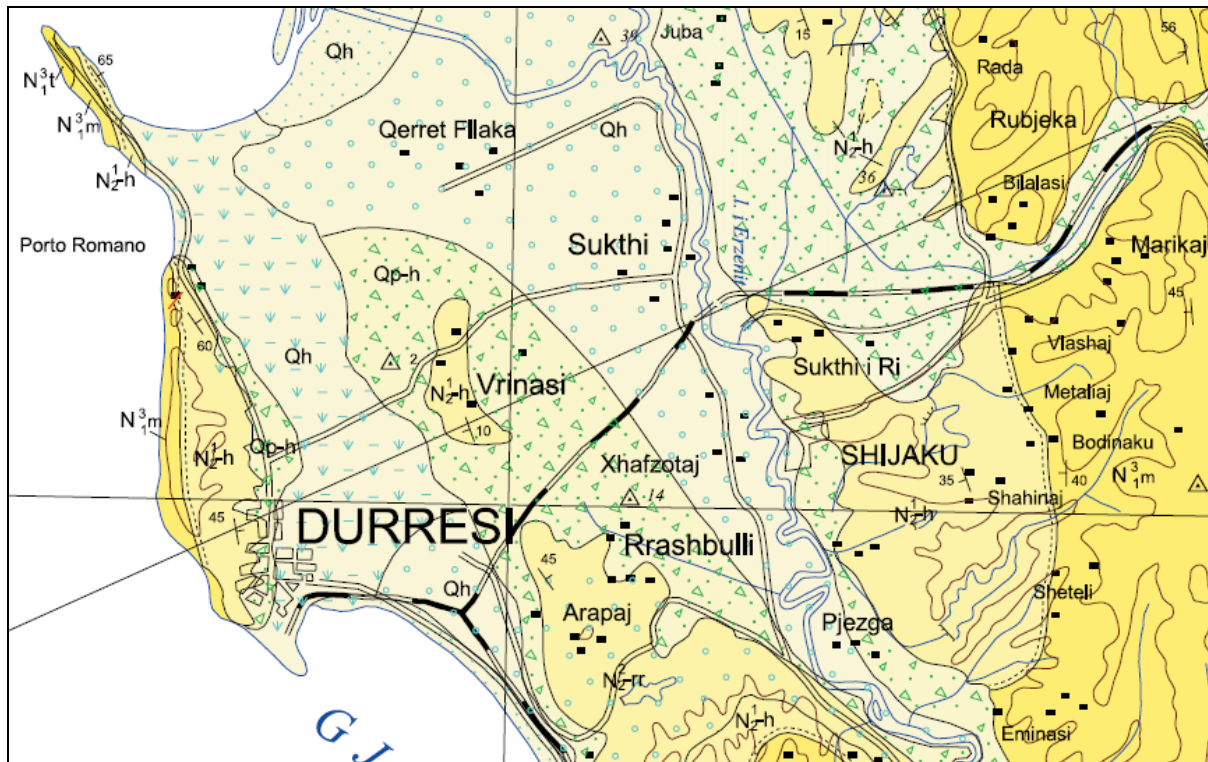 39
Juba
15
56
Qh
65
Rada
N₁³t
N₁³m
Qerret Fllaka
Qh
Rubjeka
N₂¹-h
N₂¹-h
36
Bilalasi
l. i Erzenit
Porto Romano
Sukthi
Marikaj
Qp-h
45
60
Qh
2
Vlashaj
Sukthi i Ri
Vrinasi
N₂¹-h
Metaliaj
N₁³m
10
Bodinaku
N₂¹-h
Qp-h
Xhafzotaj
SHIJAKU
35
40
N₁³m
14
Shahinaj
45
N₂¹-h
DURRESI
Rrashbulli
45
Qh
Sheteli
Arapaj
Pjezga
N₂²-rr
N₂¹-h
G J
Eminasi